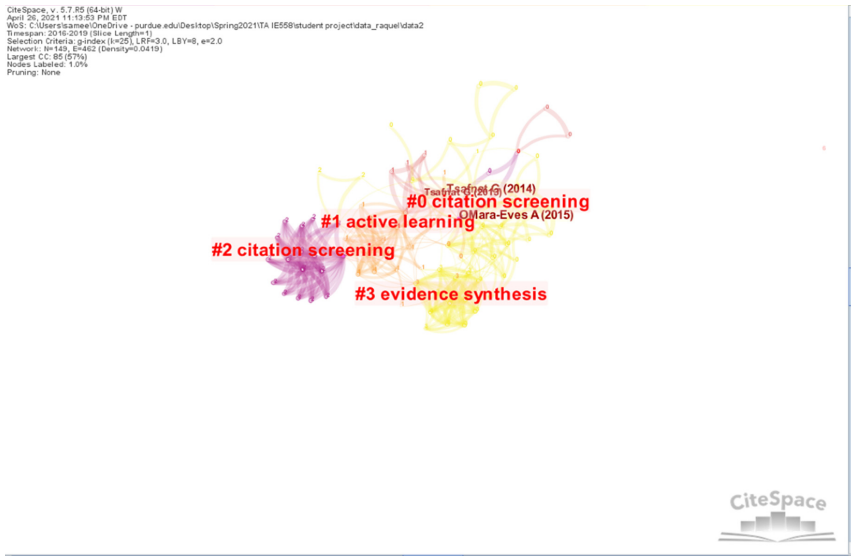 CiteSpace, v. 5.7.R5 (64-bit) W
April 26, 2021 11:13:53 PM EDT
WoS: C:\Users\samee\OneDrive - purdue.edu\Desktop\Spring2021\TA IE558\student project\data_raquel\data2
Timespan: 2016-2019 (Slice Length=1)
Selection Criteria: g-index (k=25), LRF=3.0, LBY=8, e=2.0
Network: N=149, E=462 (Density=0.0419)
Largest CC: 85 (57%)
Nodes Labeled: 1.0%
Pruning: None
Tsafnat G (2014)
Tsafnat G (2013)
#0 citation screening
OMara-Eves A (2015)
#1 active learning
#2 citation screening
#3 evidence synthesis
CiteSpace